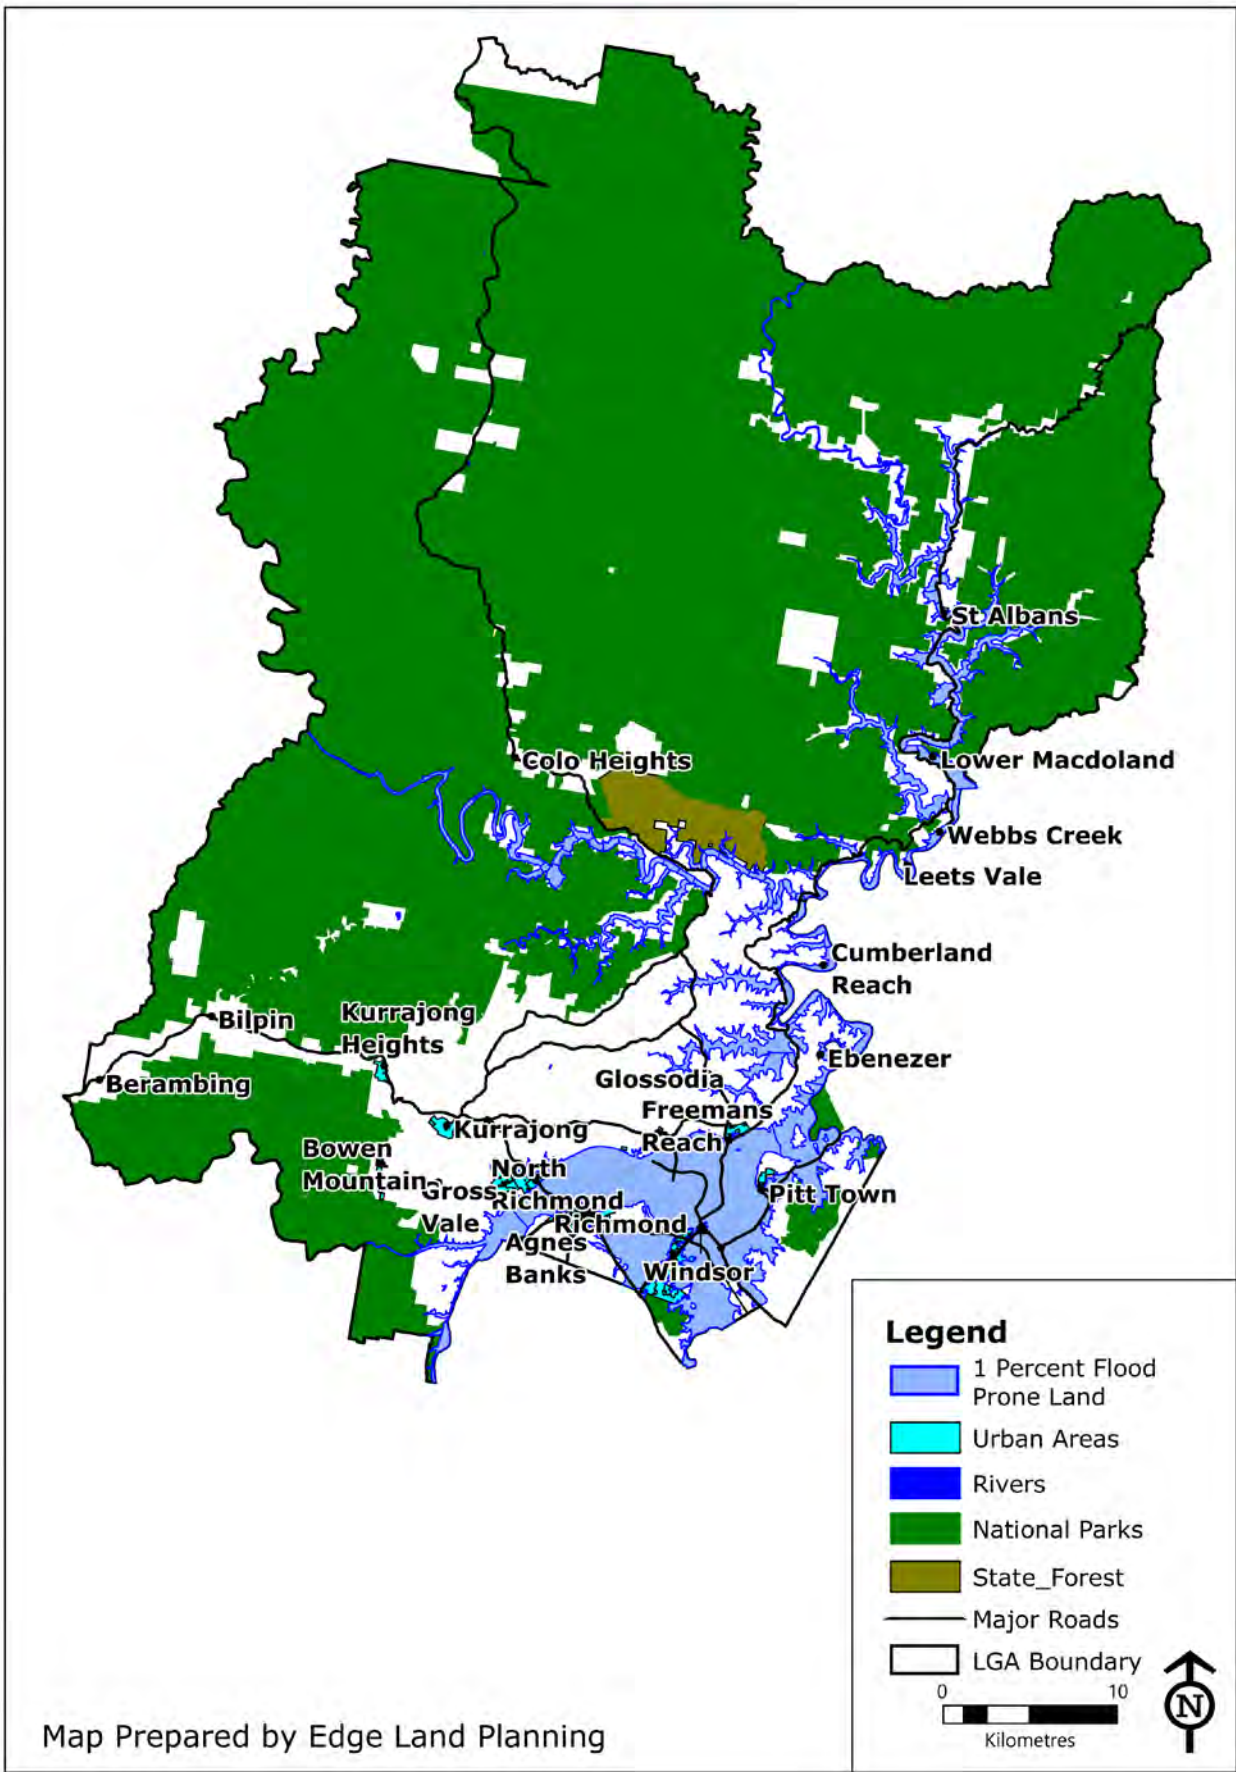 St Albans
Colo Heights
Lower Macdoland
Webbs Creek
Leets Vale
Cumberland
Reach
Bilpin
Kurrajong
Heights
Ebenezer
Berambing
Glossodia
Freemans
Reach
Kurrajong
Bowen
Mountain
North
Richmond
Gross
Vale
Pitt Town
Richmond
Agnes
Banks
Windsor
Legend
1 Percent Flood
Prone Land
Urban Areas
Rivers
National Parks
State_Forest
Major Roads
LGA Boundary
0 10
Kilometres
N
Map Prepared by Edge Land Planning